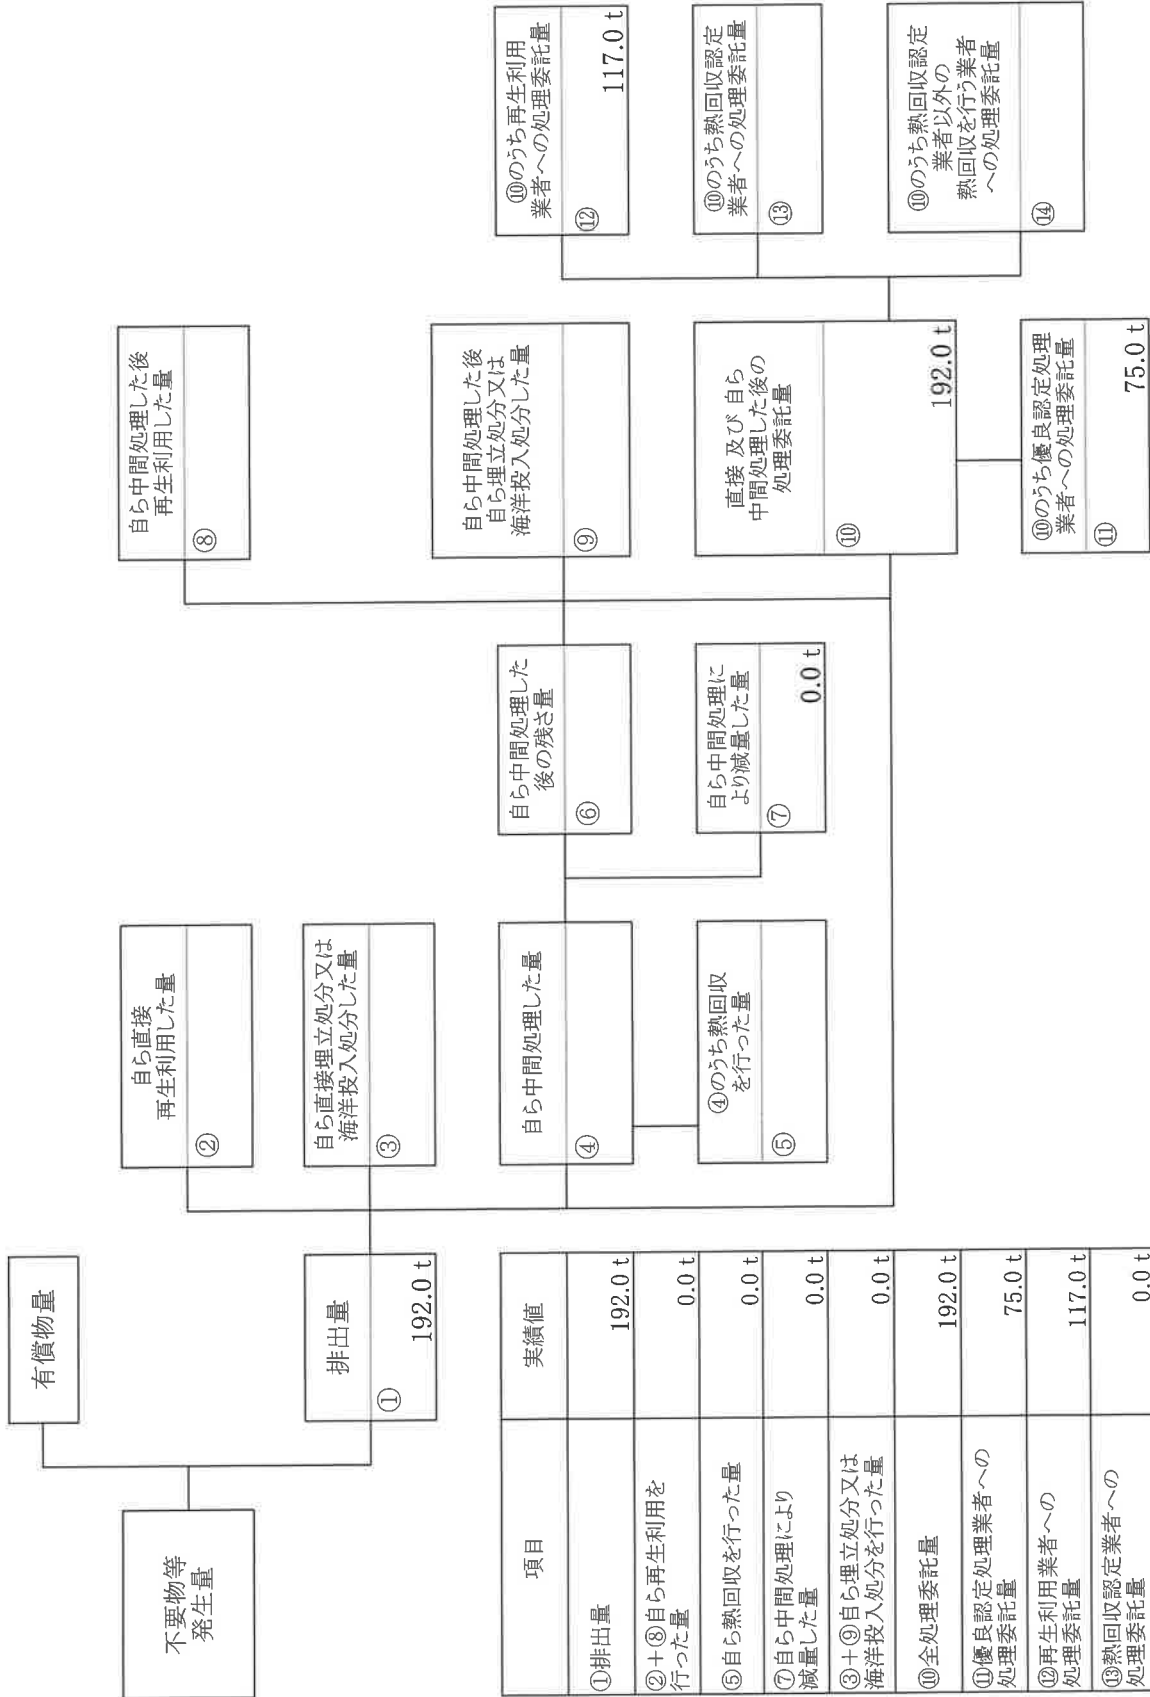 不要物等
発生量
有償物量
排出量
①
192.0 t
自ら直接
再生利用した量
②
自ら直接埋立処分又は
海洋投入処分した量
③
自ら中間処理した量
④
④のうち熱回収
を行った量
⑤
自ら中間処理した
後の残さ量
⑥
自ら中間処理に
より減量した量
⑦
0.0 t
自ら中間処理した後
再生利用した量
⑧
自ら中間処理した後
自ら埋立処分又は
海洋投入処分した量
⑨
直接 及び 自ら
中間処理した後の
処理委託量
⑩
192.0 t
⑩のうち優良認定処理
業者への処理委託量
⑪
75.0 t
⑩のうち再生利用
業者への処理委託量
⑫
117.0 t
⑩のうち熱回収認定
業者への処理委託量
⑬
⑩のうち熱回収認定
業者以外の
熱回収を行う業者
への処理委託量
⑭
項目 実績値
①排出量 192.0 t
②+⑧自ら再生利用を
行った量 0.0 t
⑤自ら熱回収を行った量 0.0 t
⑦自ら中間処理により
減量した量 0.0 t
③+⑨自ら埋立処分又は
海洋投入処分を行った量 0.0 t
⑩全処理委託量 192.0 t
⑪優良認定処理業者への
処理委託量 75.0 t
⑫再生利用業者への
処理委託量 117.0 t
⑬熱回収認定業者への
処理委託量 0.0 t